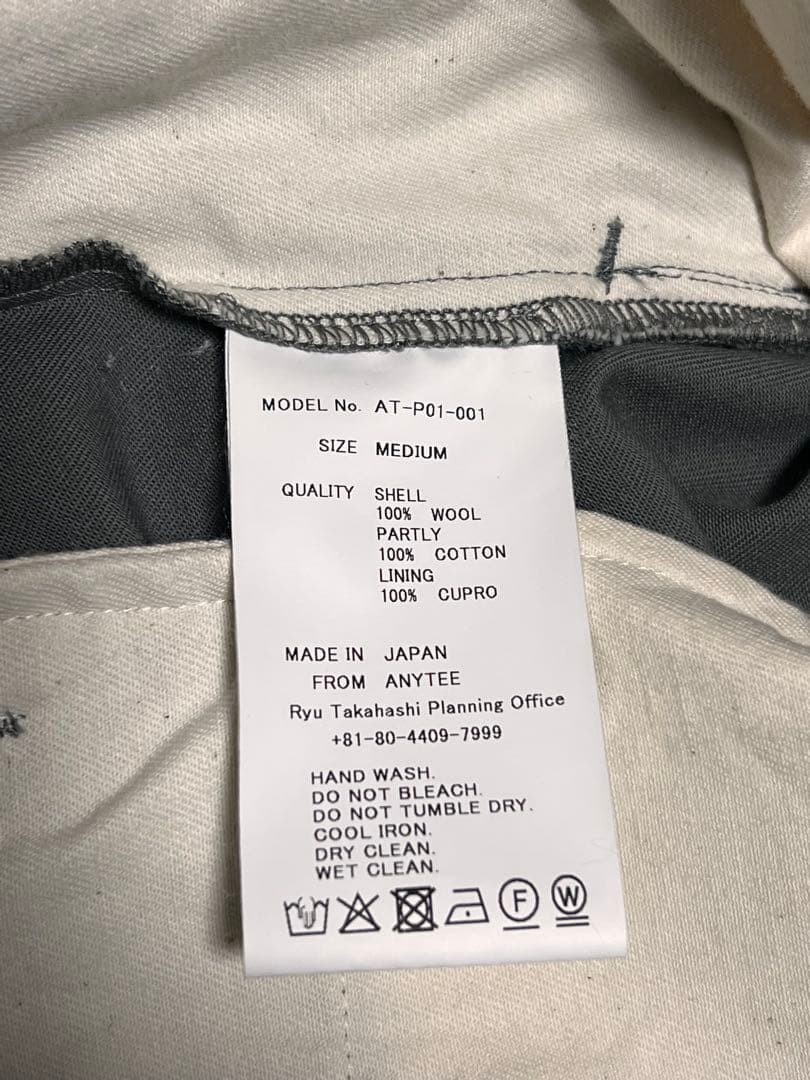 MODEL No. AT-P01-001
SIZE MEDIUM
QUALITY SHELL
100% WOOL
PARTLY
100% COTTON
LINING
100% CUPRO
MADE IN JAPAN
FROM ANYTEE
Ryu Takahashi Planning Office
+81-80-4409-7999
HAND WASH.
DO NOT BLEACH.
DO NOT TUMBLE DRY.
COOL IRON.
DRY CLEAN.
WET CLEAN.
F W